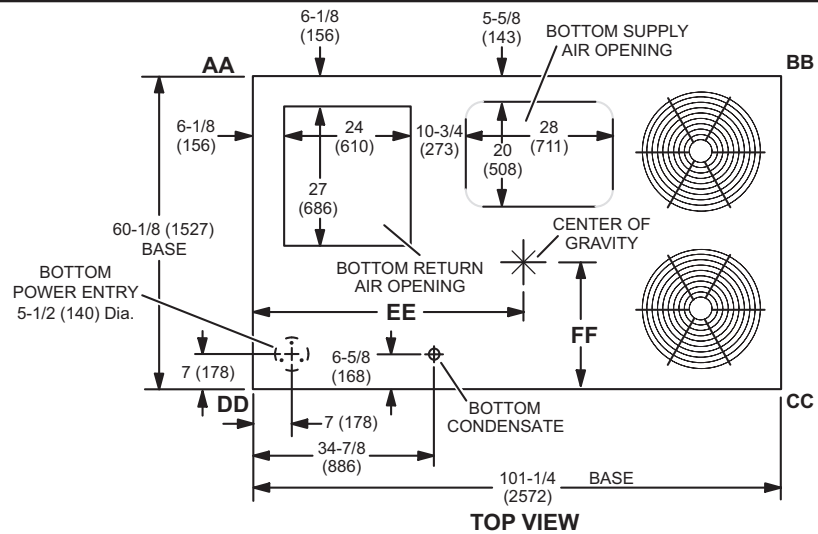 6-1/8
(156)
5-5/8
(143)
BOTTOM SUPPLY
AIR OPENING
AA
BB
6-1/8
(156)
24
(610)
10-3/4
(273)
28
(711)
20
(508)
27
(686)
60-1/8 (1527)
BASE
CENTER OF
GRAVITY
BOTTOM RETURN
AIR OPENING
BOTTOM
POWER ENTRY
5-1/2 (140) Dia.
EE
FF
7 (178)
6-5/8
(168)
DD
CC
7 (178)
BOTTOM
CONDENSATE
34-7/8
(886)
101-1/4
(2572)
BASE
TOP VIEW